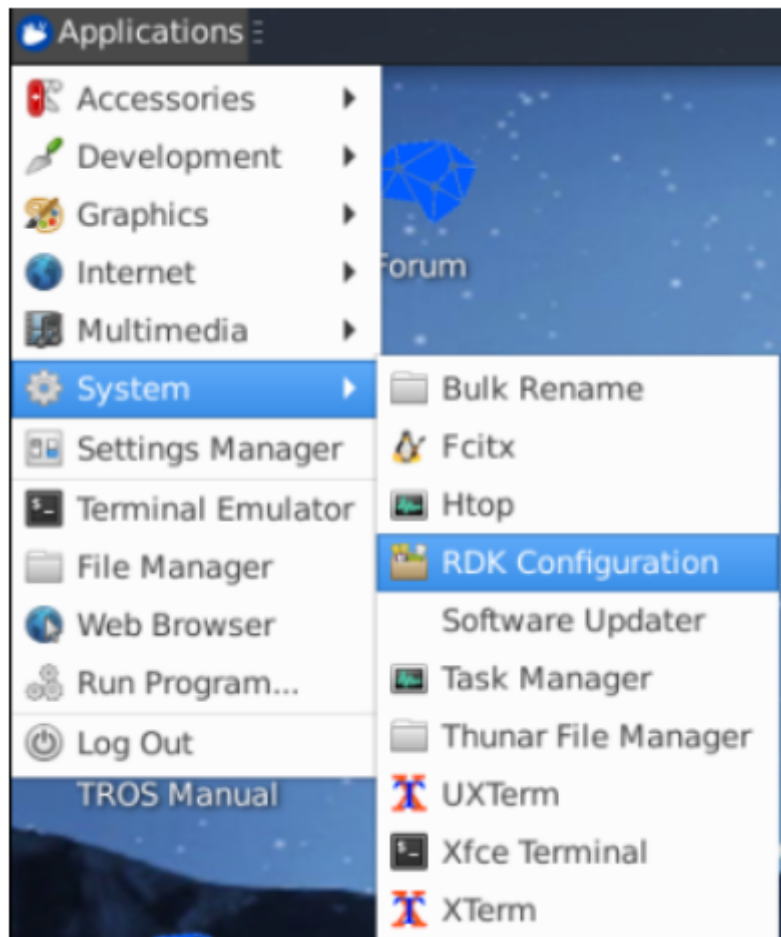 Applications
Accessories
Development
Graphics
Internet
Multimedia
System
Settings Manager
Terminal Emulator
File Manager
Web Browser
Run Program...
Log Out
Forum
TROS Manual
Bulk Rename
Fcitx
Htop
RDK Configuration
Software Updater
Task Manager
Thunar File Manager
UXTerm
Xfce Terminal
XTerm